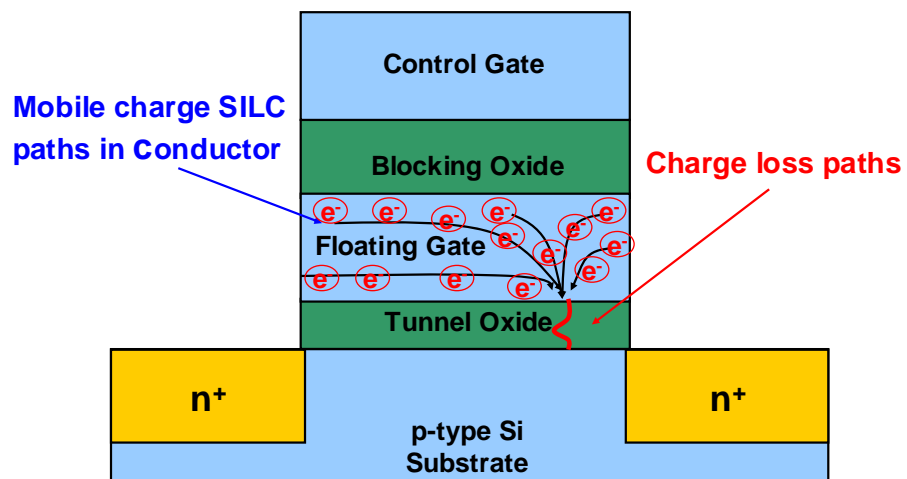 Control Gate
Mobile charge SILC
paths in Conductor
Blocking Oxide
Charge loss paths
e- e- e- e- e- e-
e- e- e-
Floating Gate
e- e- e- e- e-
Tunnel Oxide
n+
n+
p-type Si
Substrate